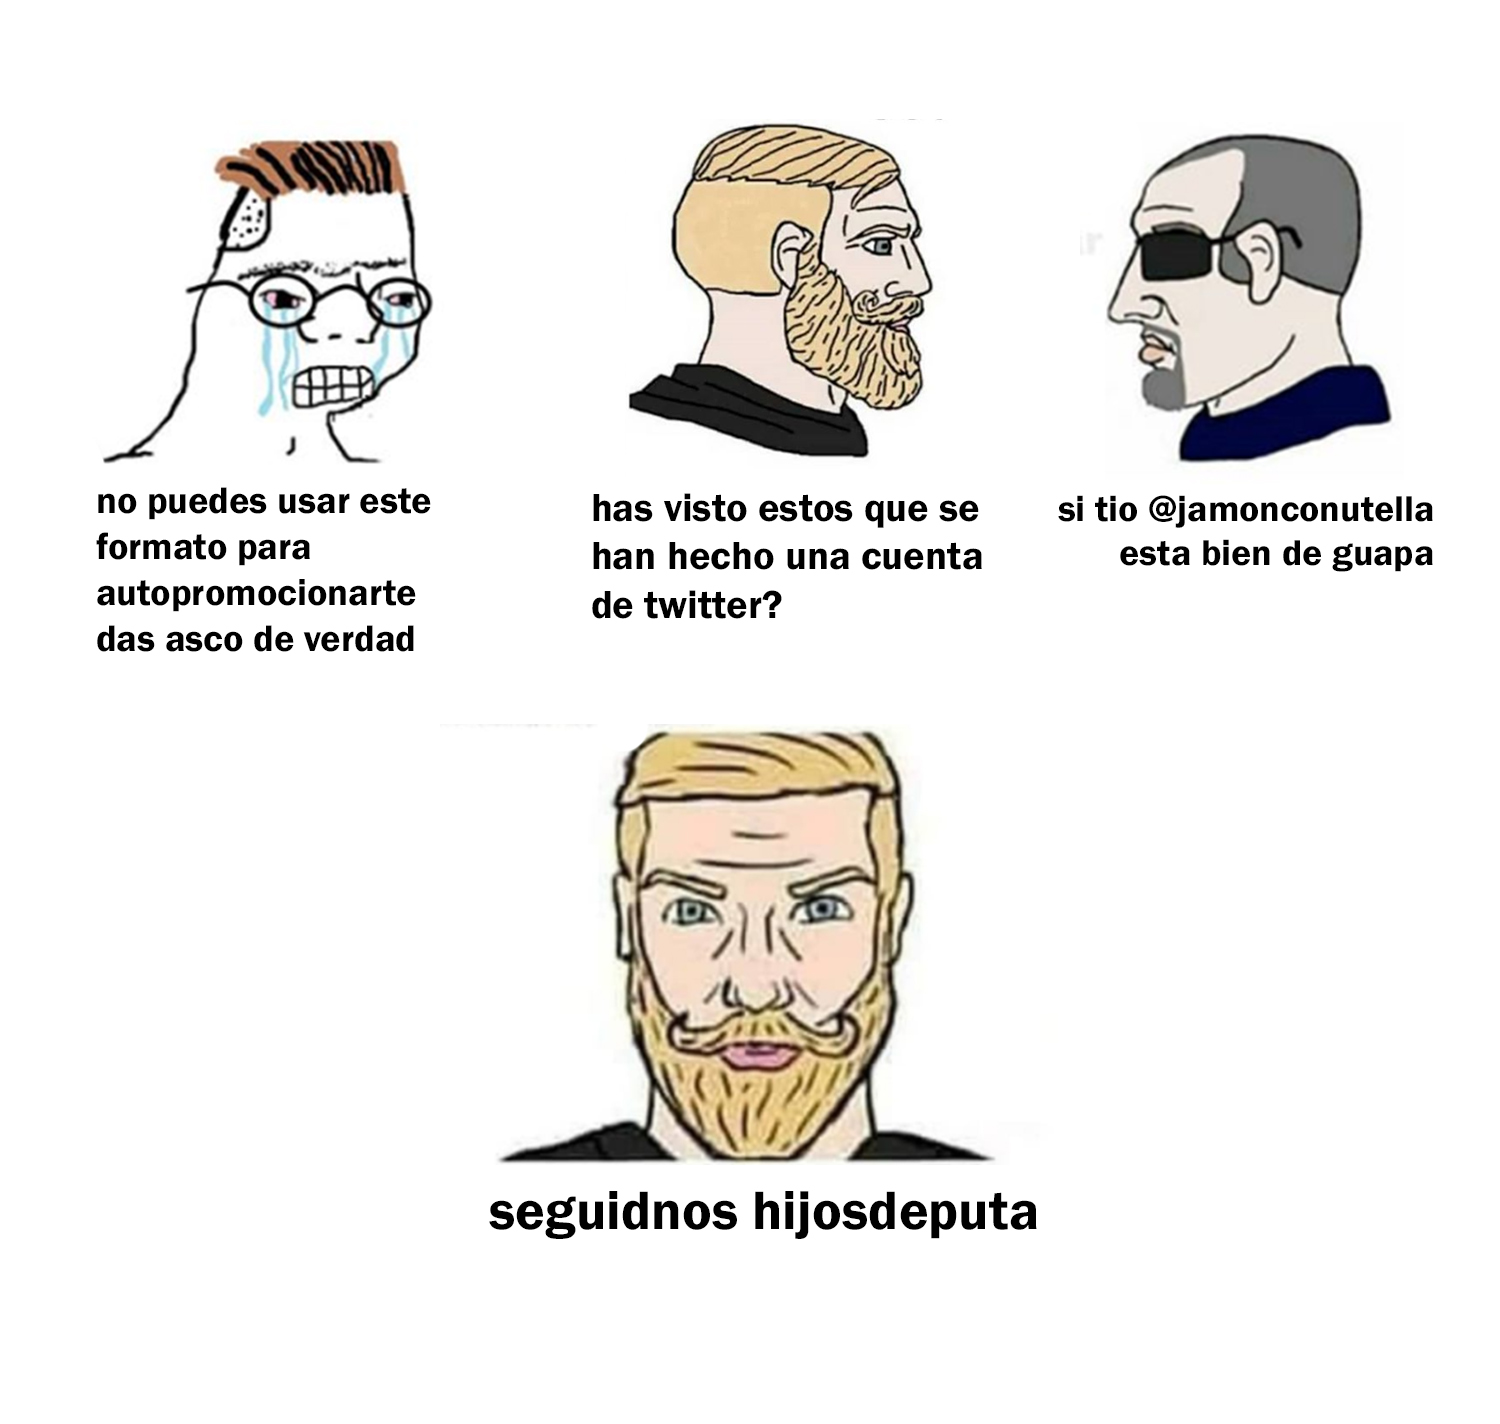 no puedes usar este
formato para
autopromocionarte
das asco de verdad
has visto estos que se
han hecho una cuenta
de twitter?
si tio @jamonconutella
esta bien de guapa
seguidnos hijosdeputa